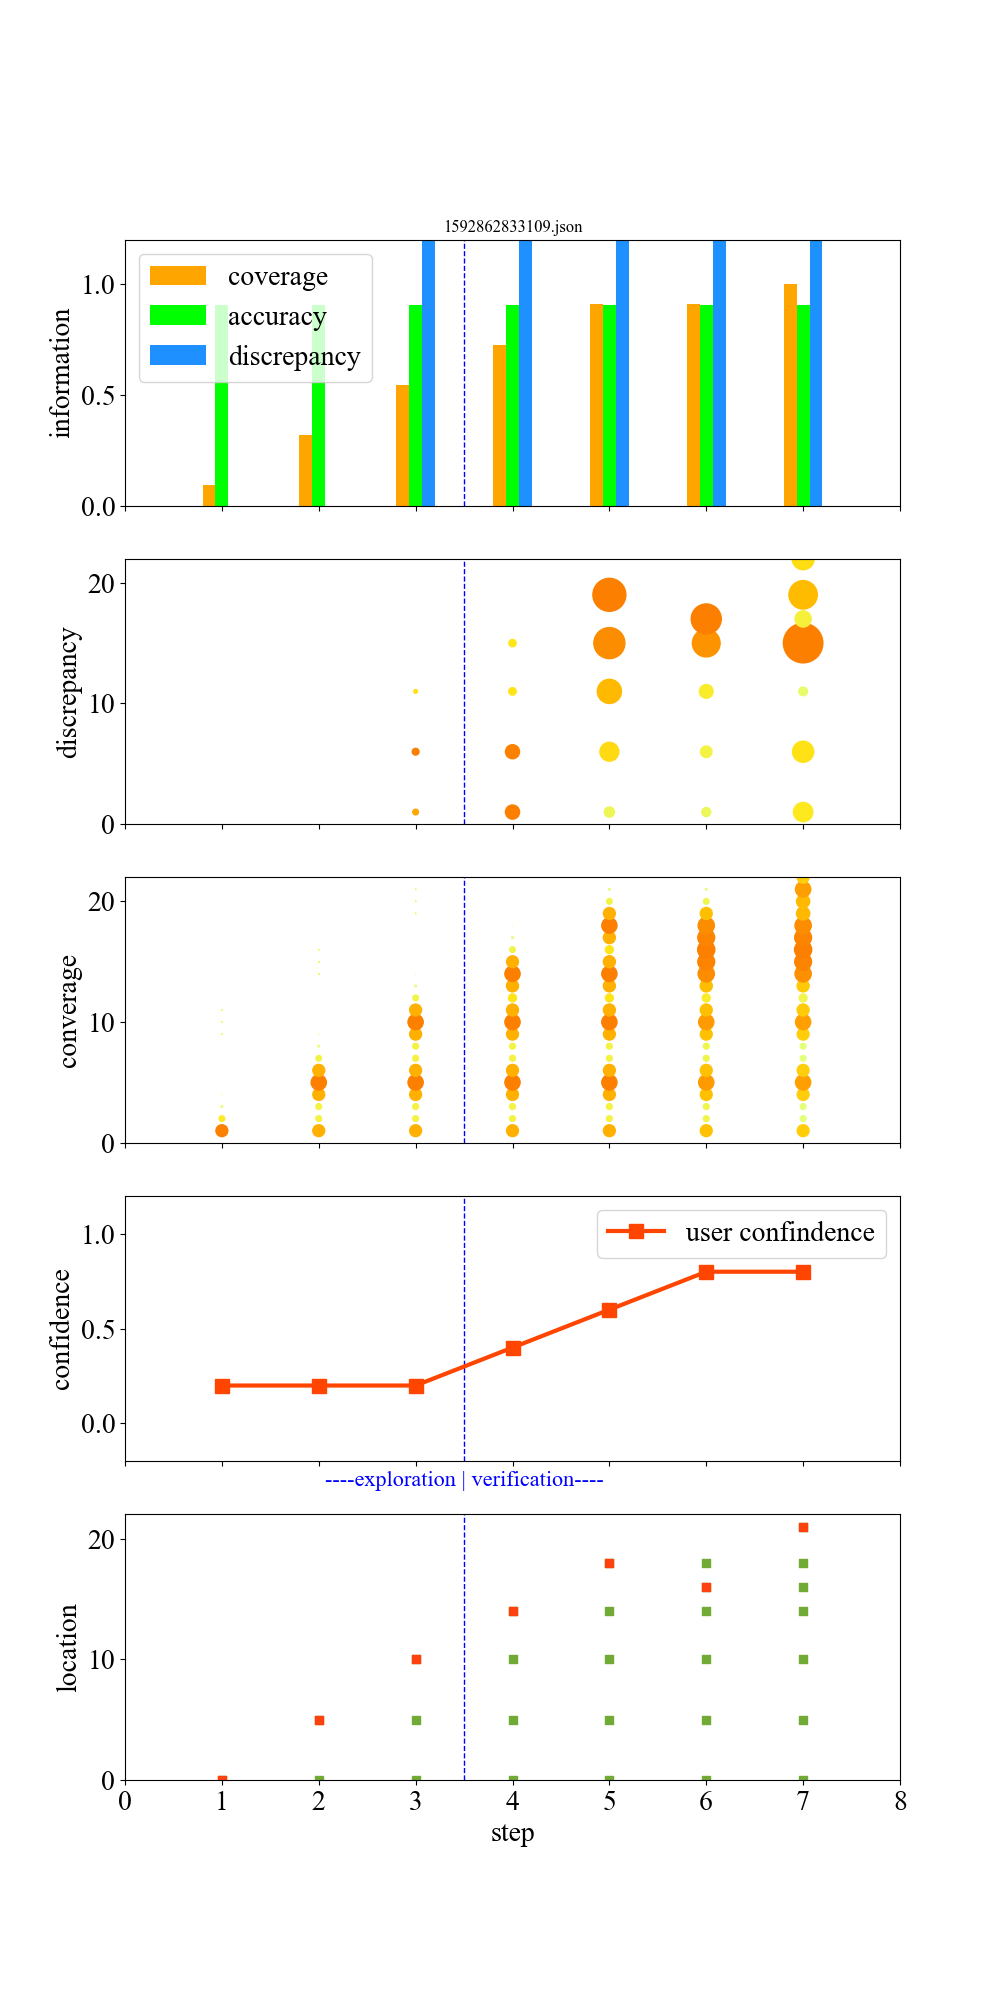 1592862833109.json
coverage
accuracy
discrepancy
1.0
0.5
0.0
information
20
10
0
discrepancy
20
10
0
converage
user confindence
1.0
0.5
0.0
confidence
----exploration | verification----
20
10
0
location
0 1 2 3 4 5 6 7 8
step